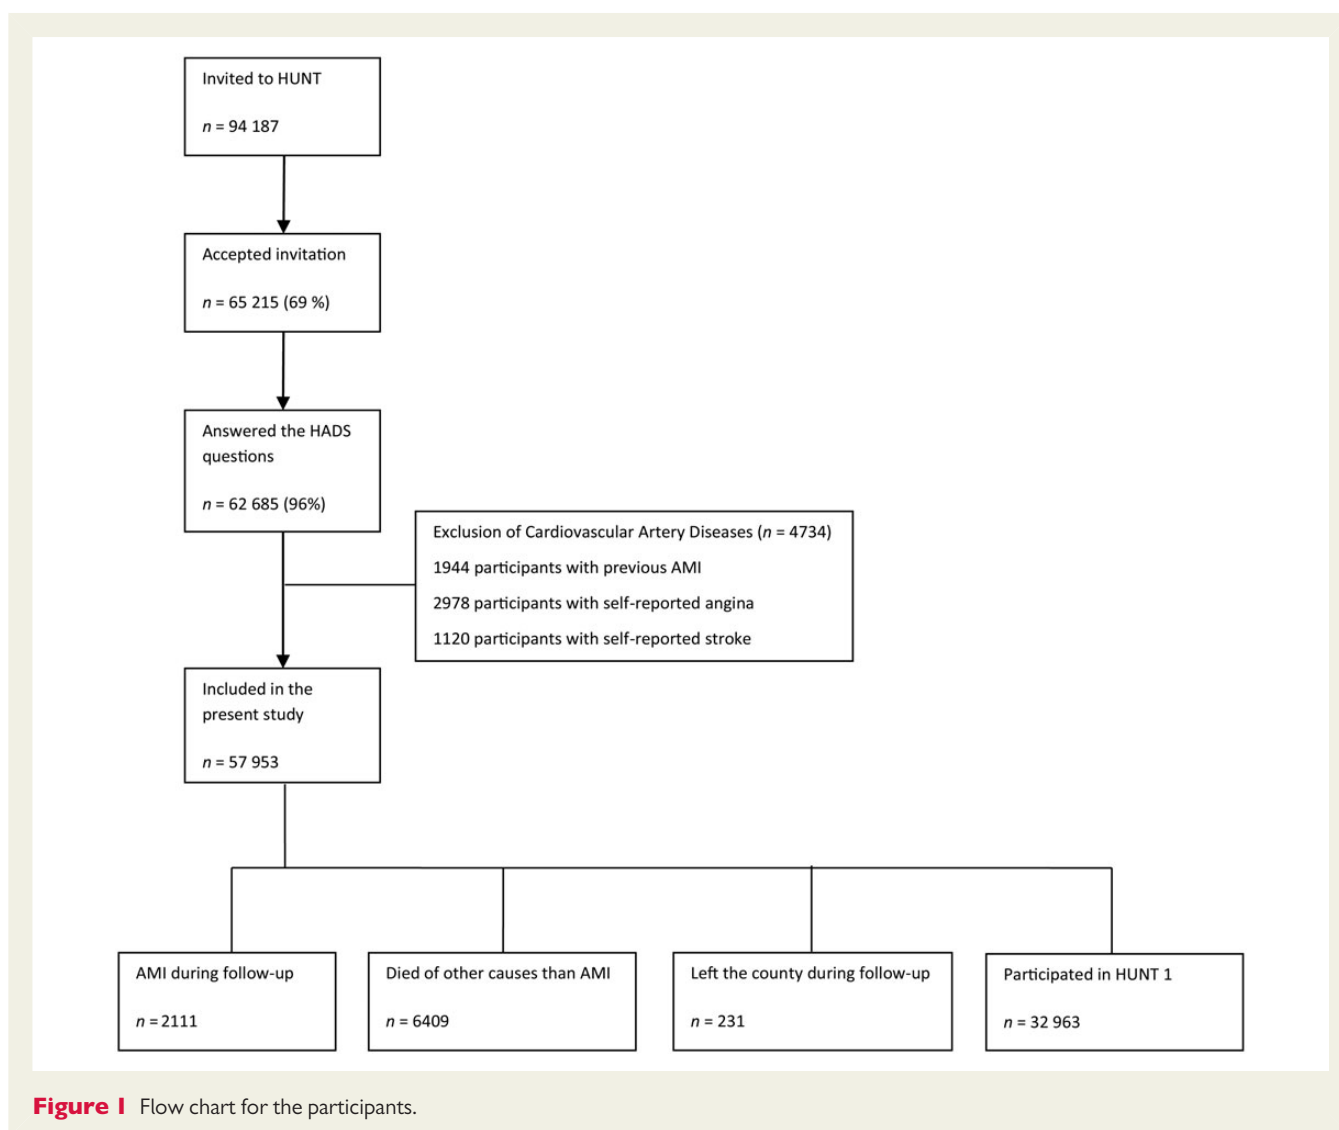 Invited to HUNT
n = 94 187
Accepted invitation
n = 65 215 (69 %)
Answered the HADS
questions
n = 62 685 (96%)
Exclusion of Cardiovascular Artery Diseases (n = 4734)
1944 participants with previous AMI
2978 participants with self-reported angina
1120 participants with self-reported stroke
Included in the
present study
n = 57 953
AMI during follow-up
n = 2111
Died of other causes than AMI
n = 6409
Left the county during follow-up
n = 231
Participated in HUNT 1
n = 32 963
Figure 1 Flow chart for the participants.